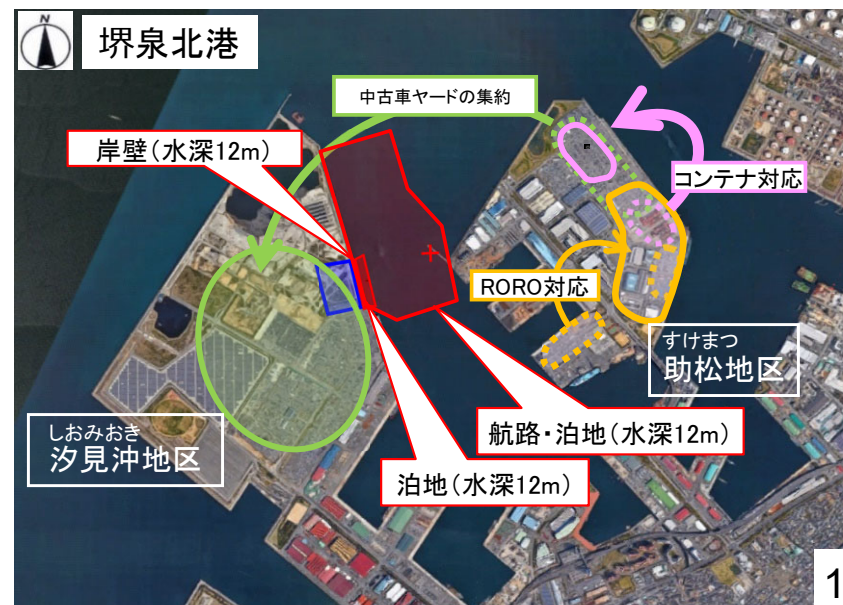 N
堺泉北港
中古車ヤードの集約
岸壁（水深12m）
コンテナ対応
RORO対応
すけまつ
助松地区
航路・泊地（水深12m）
しおみおき
汐見沖地区
泊地（水深12m）
1